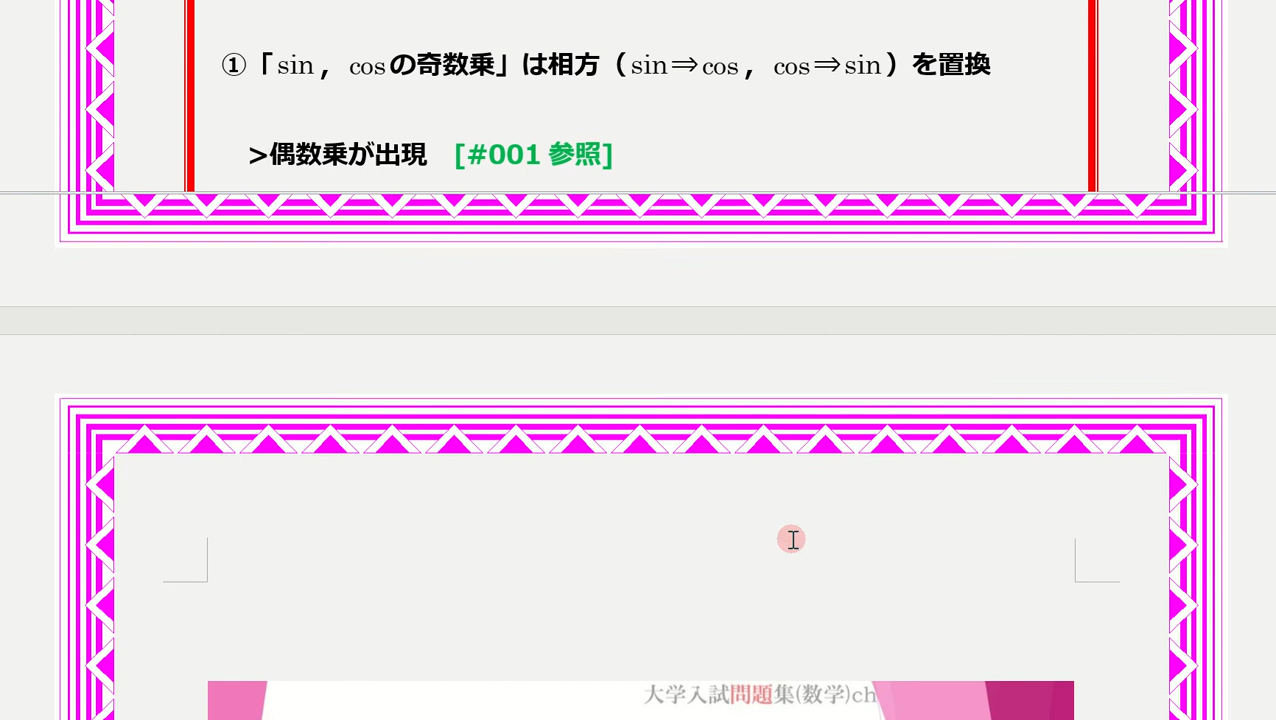 ①「sin，cosの奇数乗」は相方（sin⇒cos，cos⇒sin）を置換
>偶数乗が出現　[#001 参照]
大学入試問題集(数学)ch